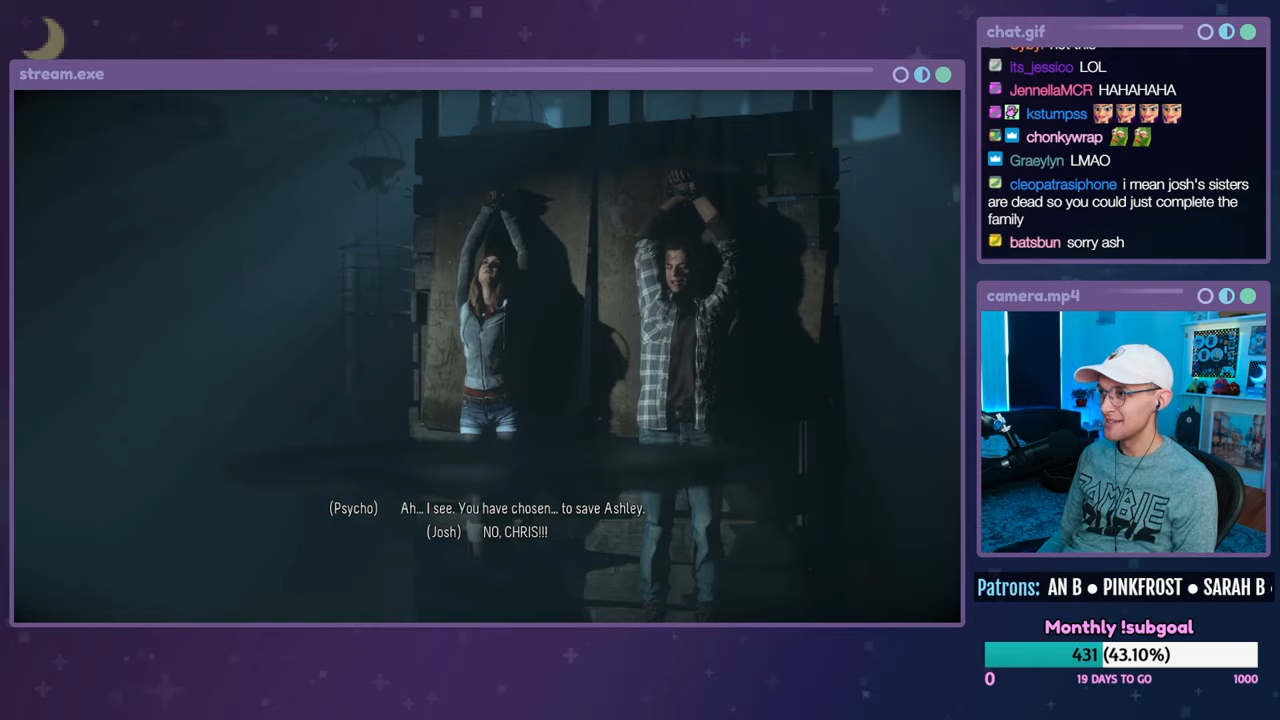 stream.exe
(Psycho) Ah... I see. You have chosen... to save Ashley.
(Josh) NO, CHRIS!!!
chat.gif
its_jessico LOL
JennellaMCR HAHAHAHA
kstumpss
chonkywrap
Graeylyn LMAO
cleopatrasiphone i mean josh's sisters
are dead so you could just complete the
family
batsbun sorry ash
camera.mp4
ZOMBIE
Patrons: AN B ● PINKFROST ● SARAH B
Monthly !subgoal
431 (43.10%)
0 19 DAYS TO GO 1000